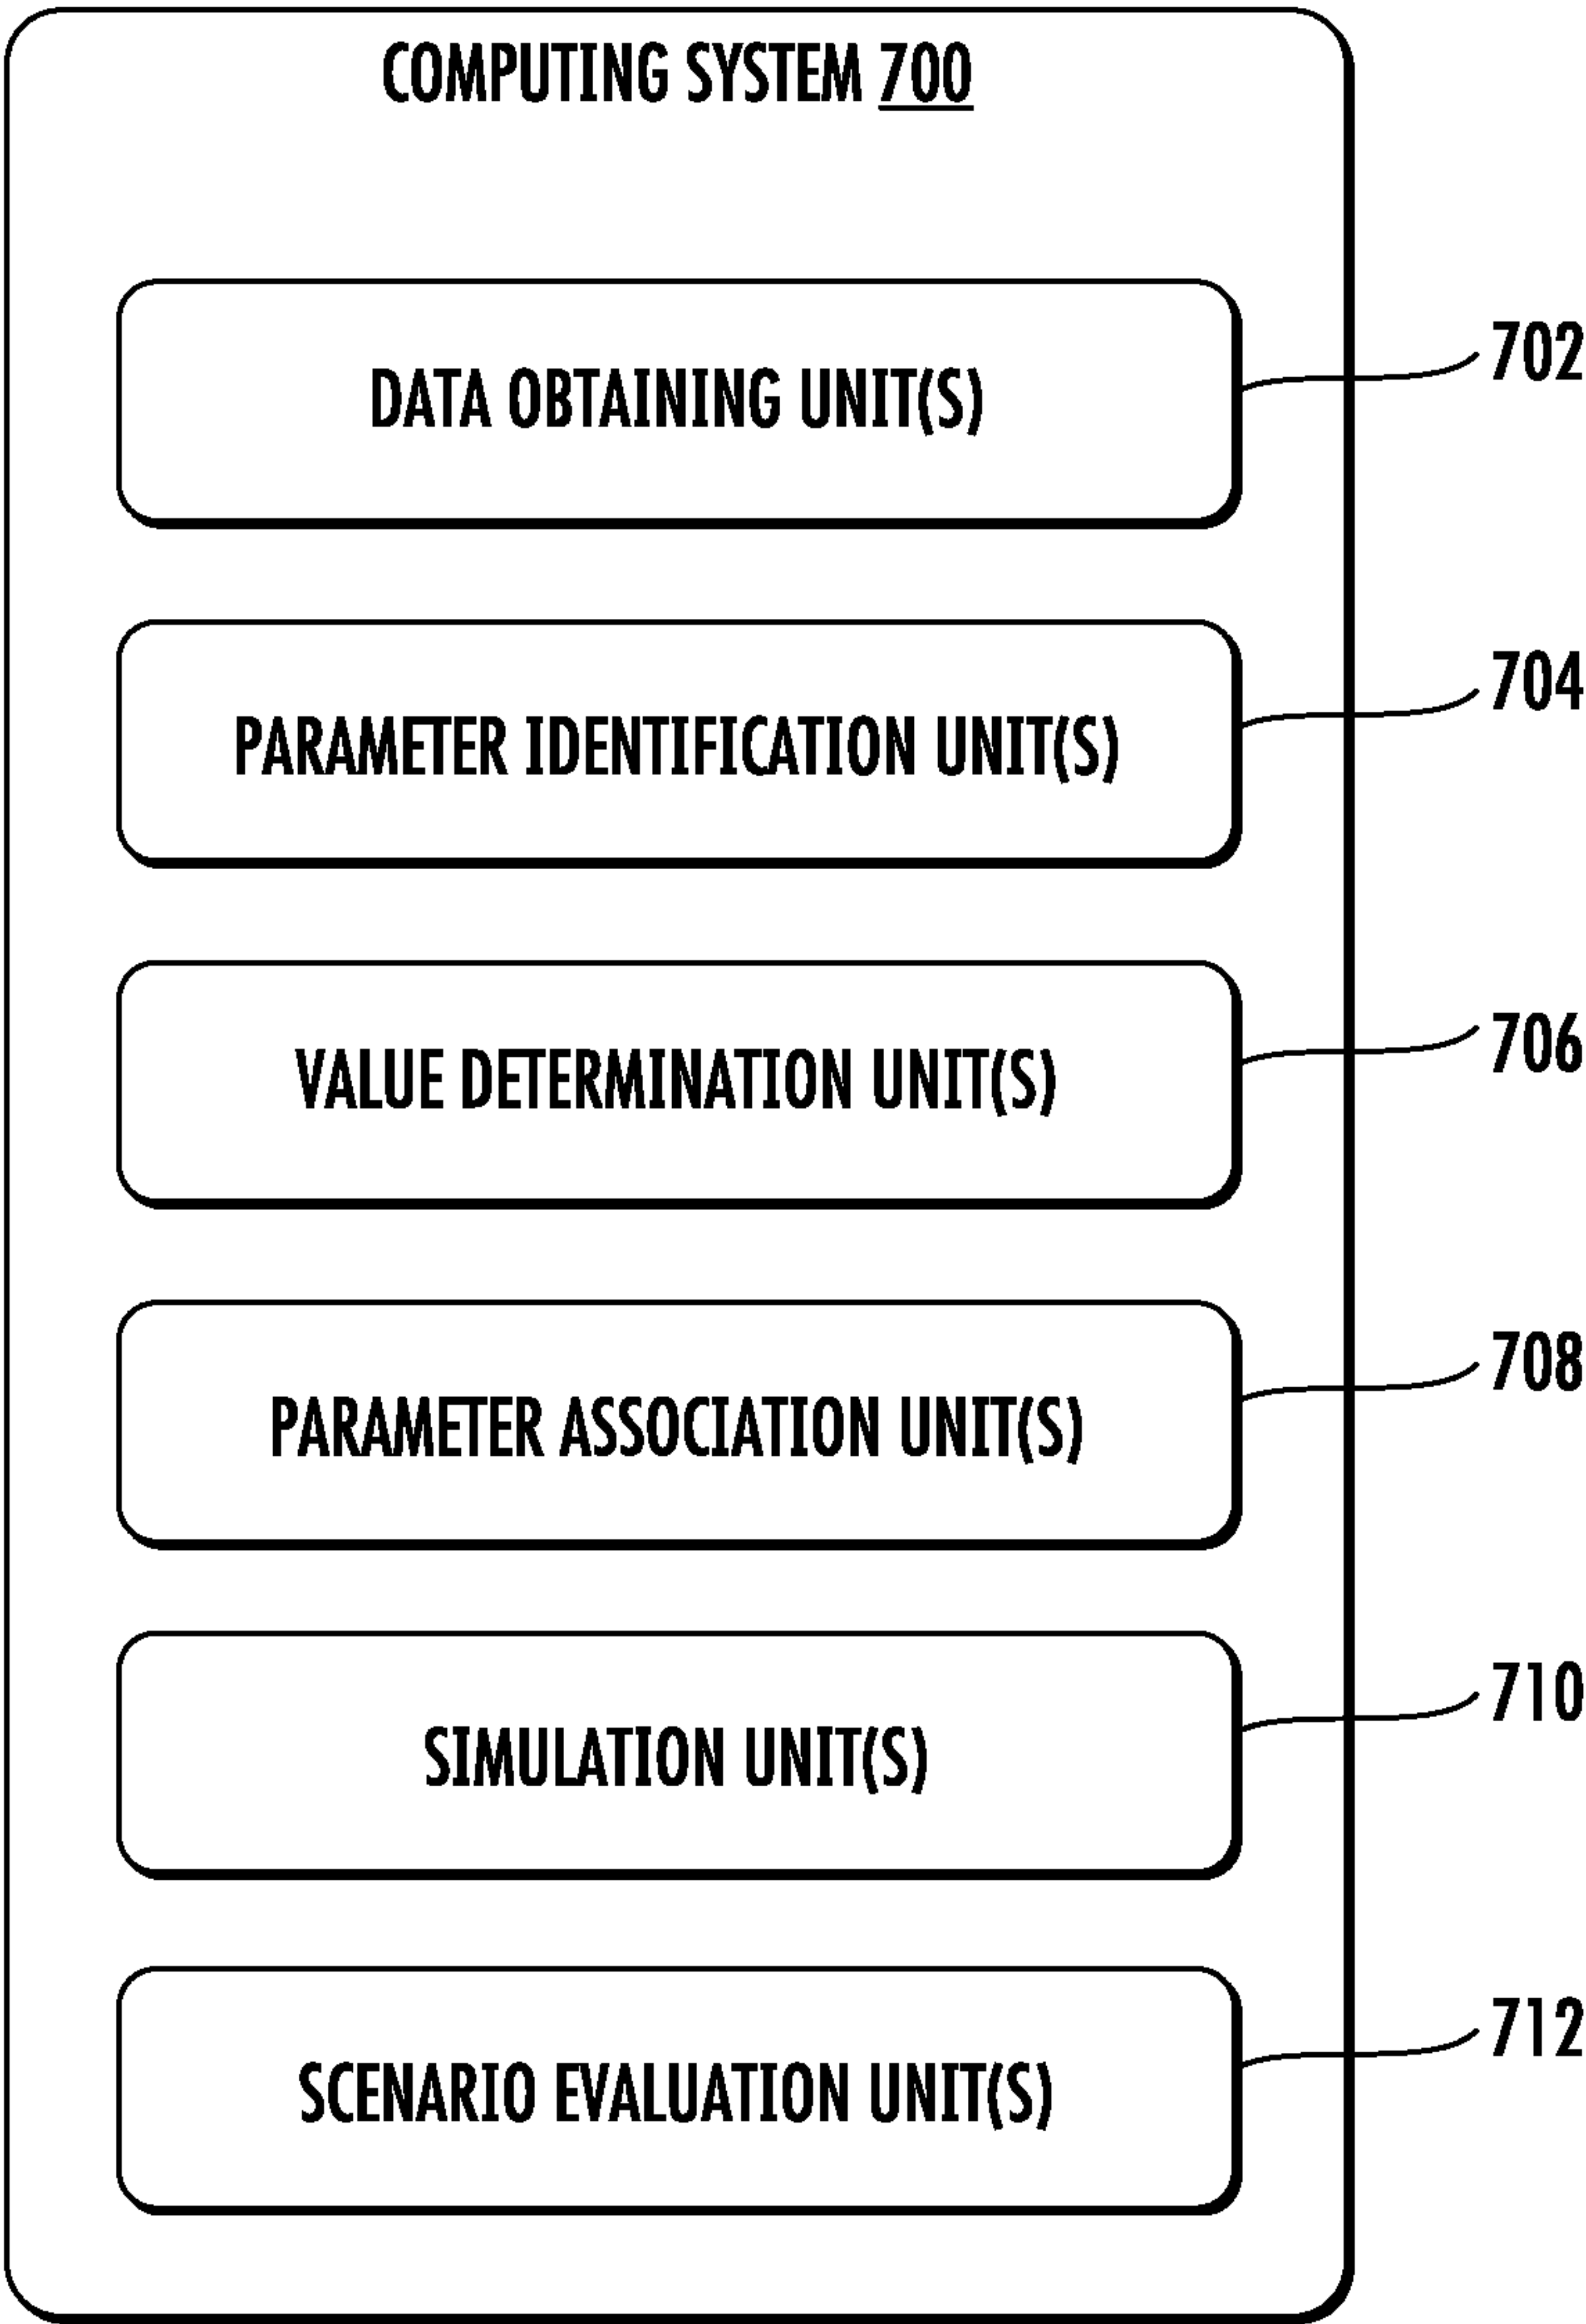 COMPUTING SYSTEM 700
DATA OBTAINING UNIT(S)
702
PARAMETER IDENTIFICATION UNIT(S)
704
VALUE DETERMINATION UNIT(S)
706
PARAMETER ASSOCIATION UNIT(S)
708
SIMULATION UNIT(S)
710
SCENARIO EVALUATION UNIT(S)
712